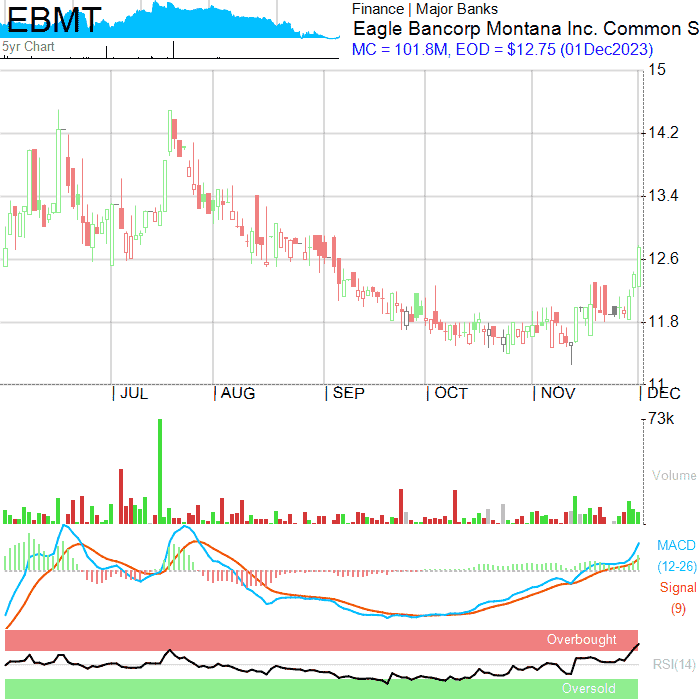 EBMT
5yr Chart
Finance | Major Banks
Eagle Bancorp Montana Inc. Common S
MC = 101.8M, EOD = $12.75 (01Dec2023)
15
14.2
13.4
12.6
11.8
11
JUL AUG SEP OCT NOV DEC
73k
Volume
MACD
(12-26)
Signal
(9)
Overbought
RSI(14)
Oversold